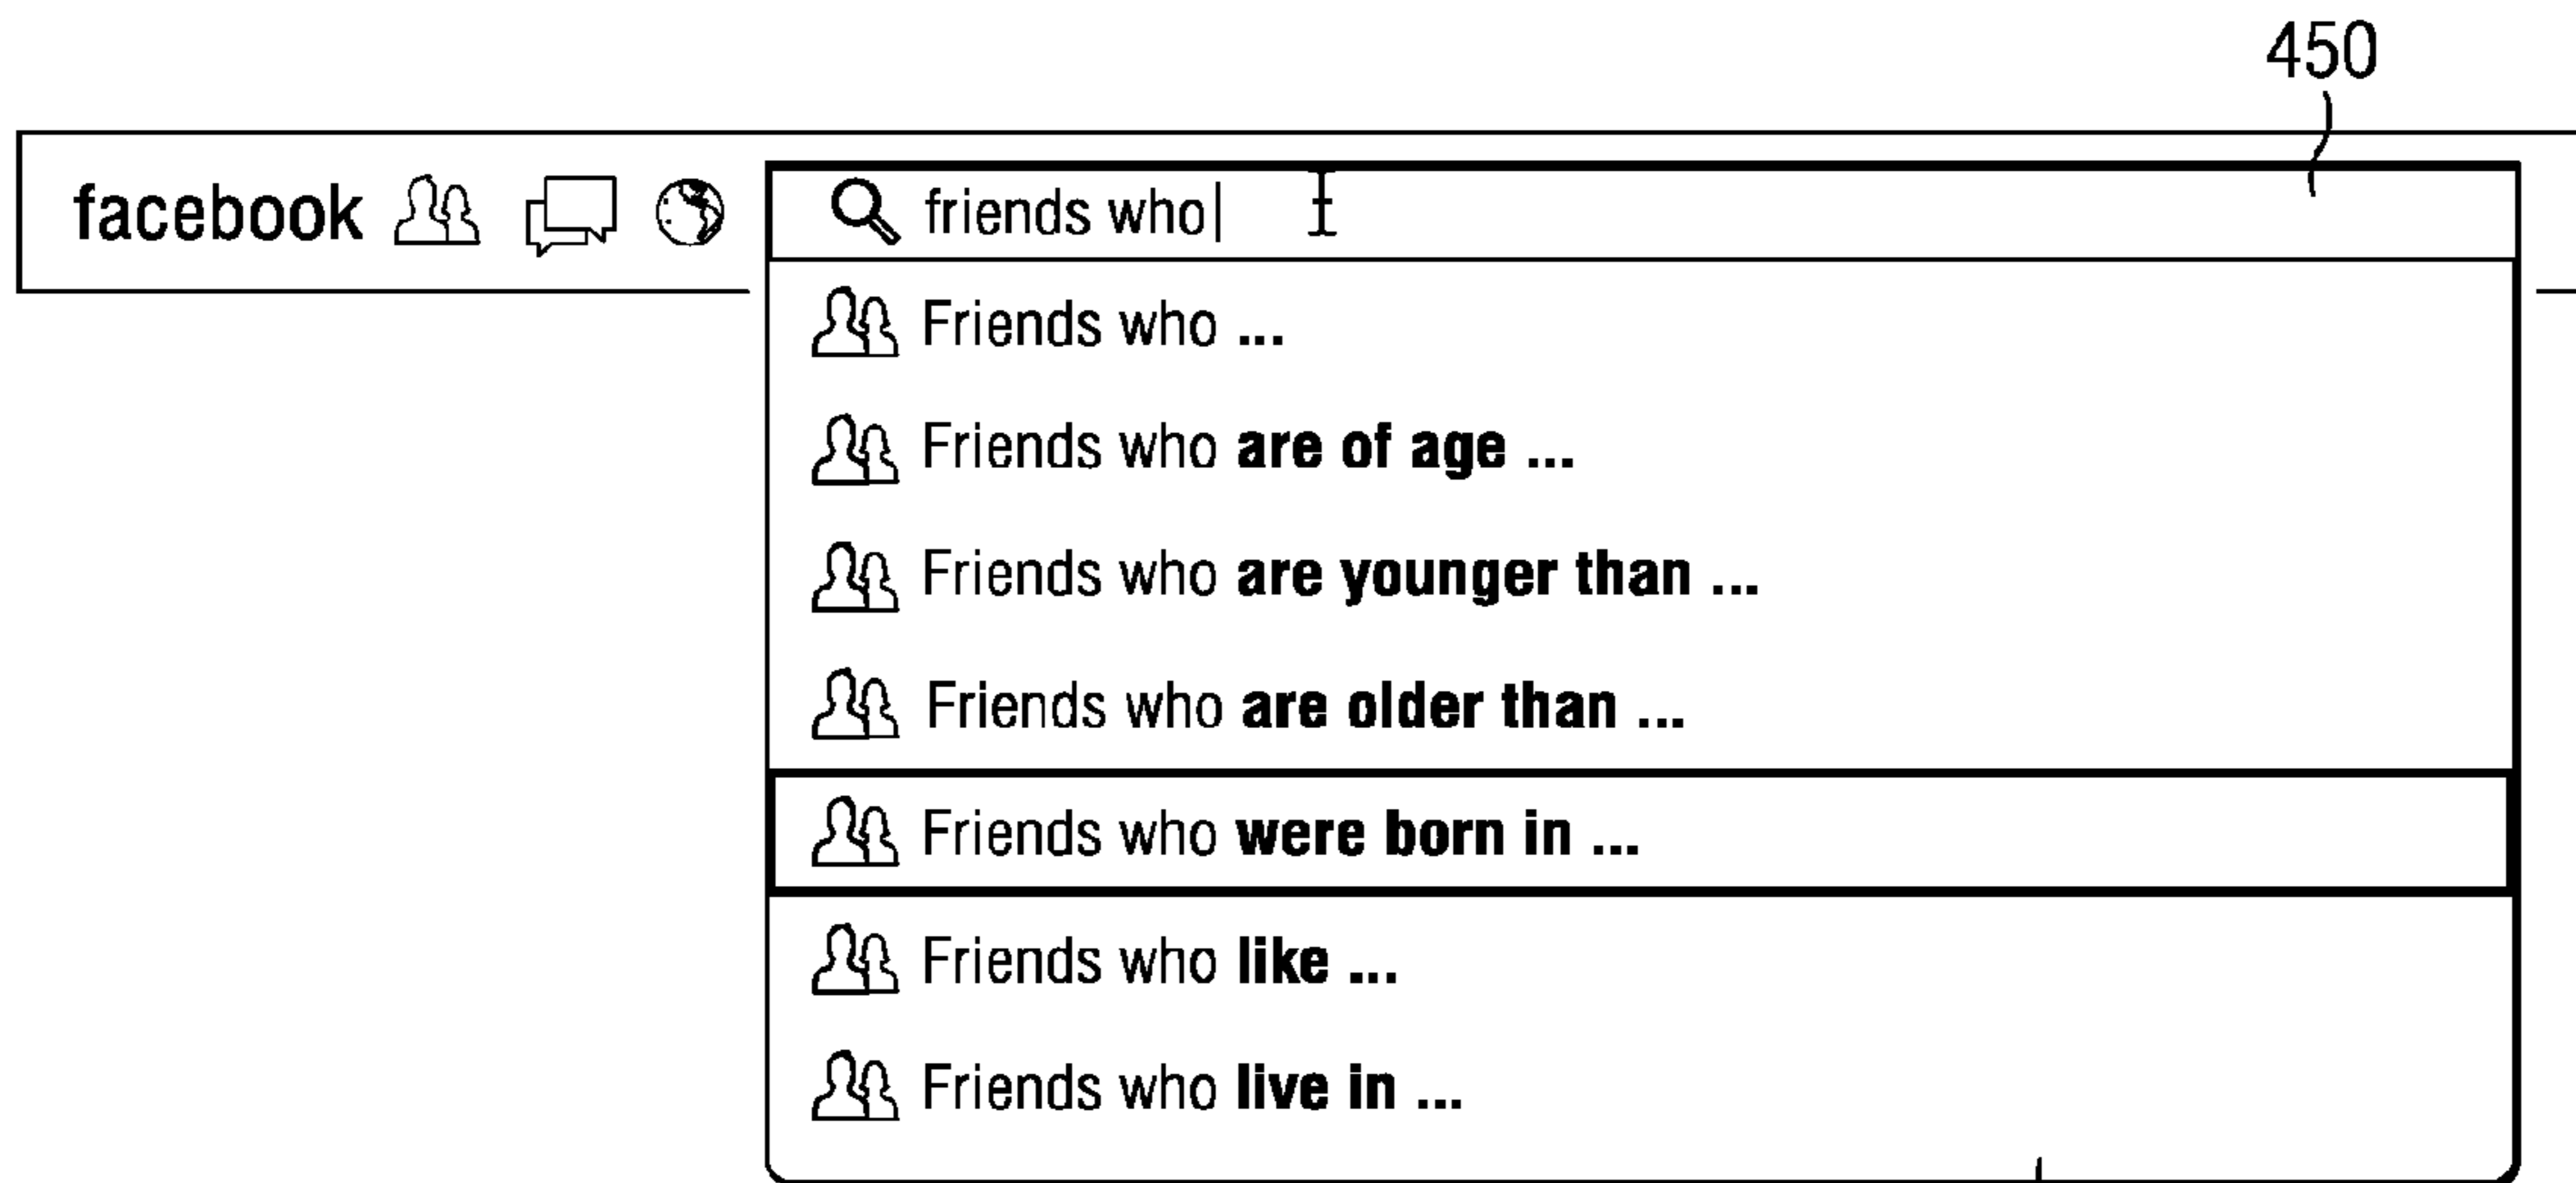 450
facebook friends who
Friends who ...
Friends who are of age ...
Friends who are younger than ...
Friends who are older than ...
Friends who were born in ...
Friends who like ...
Friends who live in ...